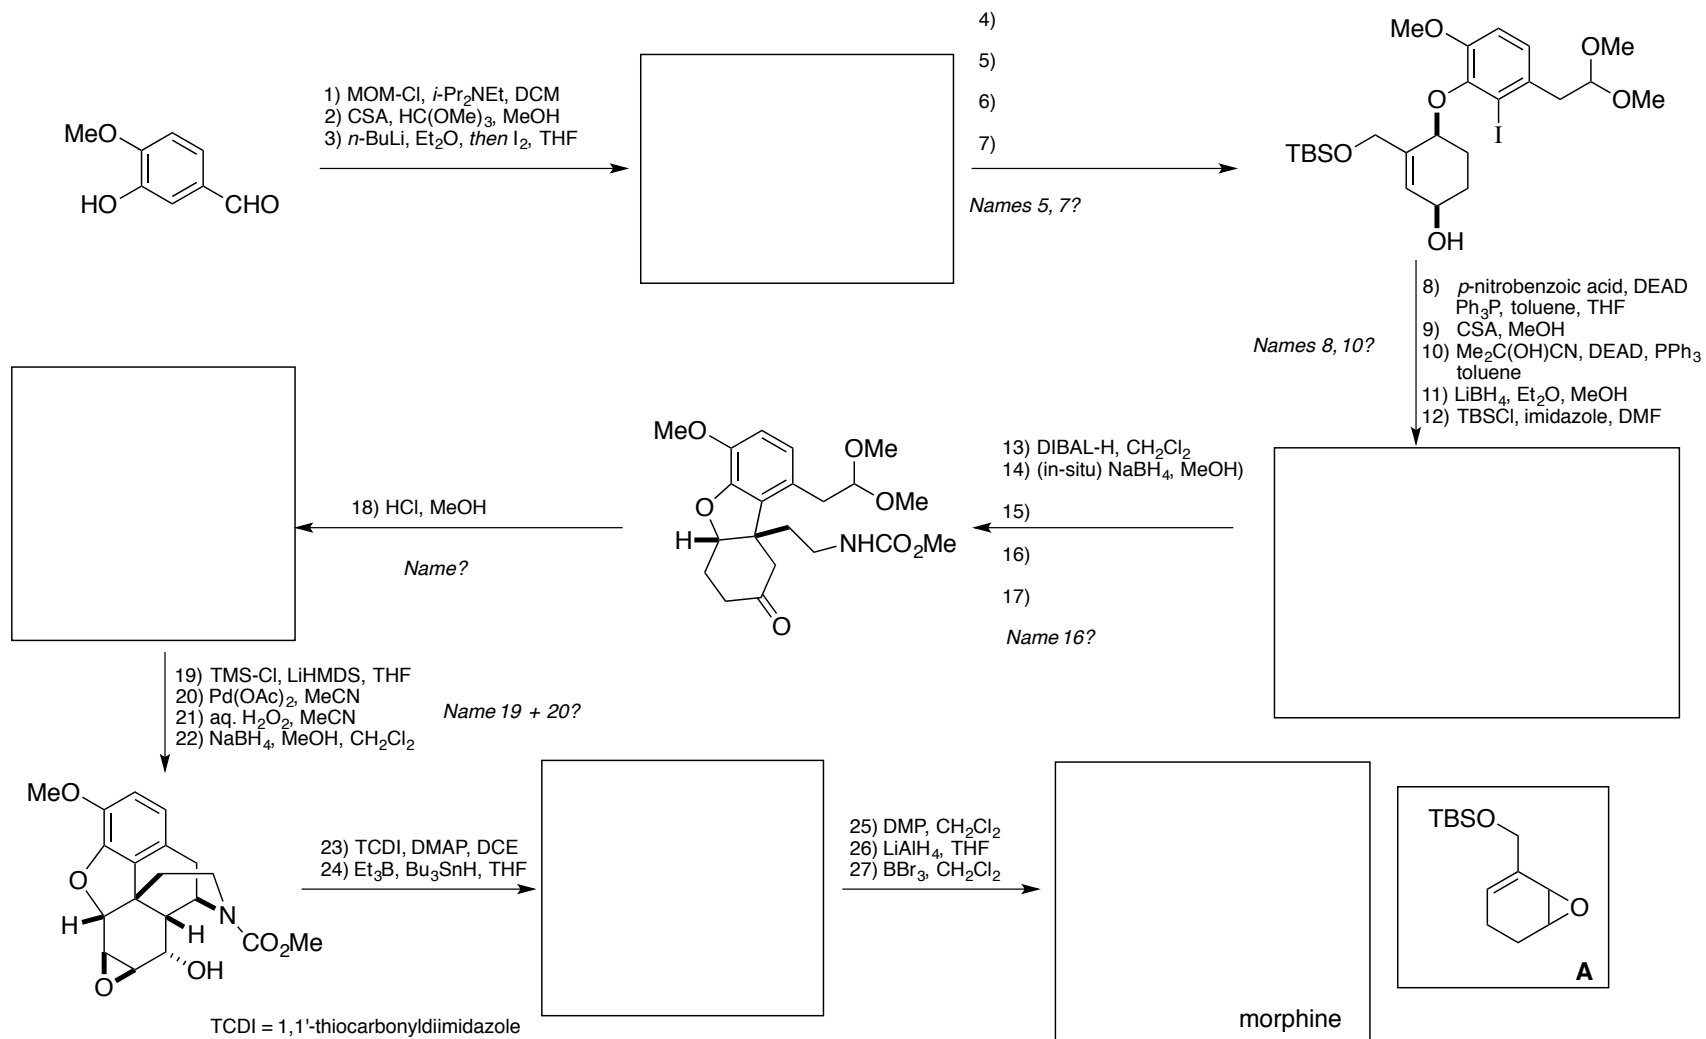 MeO
HO
CHO
1) MOM-Cl, i-Pr2NEt, DCM
2) CSA, HC(OMe)3, MeOH
3) n-BuLi, Et2O, then I2, THF
4)
5)
6)
7)
Names 5, 7?
MeO
OMe
OMe
O
I
TBSO
OH
8) p-nitrobenzoic acid, DEAD
Ph3P, toluene, THF
9) CSA, MeOH
10) Me2C(OH)CN, DEAD, PPh3
toluene
11) LiBH4, Et2O, MeOH
12) TBSCl, imidazole, DMF
Names 8, 10?
13) DIBAL-H, CH2Cl2
14) (in-situ) NaBH4, MeOH)
15)
16)
17)
Name 16?
MeO
OMe
OMe
O
H
NHCO2Me
O
18) HCl, MeOH
Name?
19) TMS-Cl, LiHMDS, THF
20) Pd(OAc)2, MeCN
21) aq. H2O2, MeCN
22) NaBH4, MeOH, CH2Cl2
Name 19 + 20?
MeO
O
H
N
H
CO2Me
OH
O
TCDI = 1,1'-thiocarbonyldiimidazole
23) TCDI, DMAP, DCE
24) Et3B, Bu3SnH, THF
25) DMP, CH2Cl2
26) LiAlH4, THF
27) BBr3, CH2Cl2
morphine
TBSO
O
A